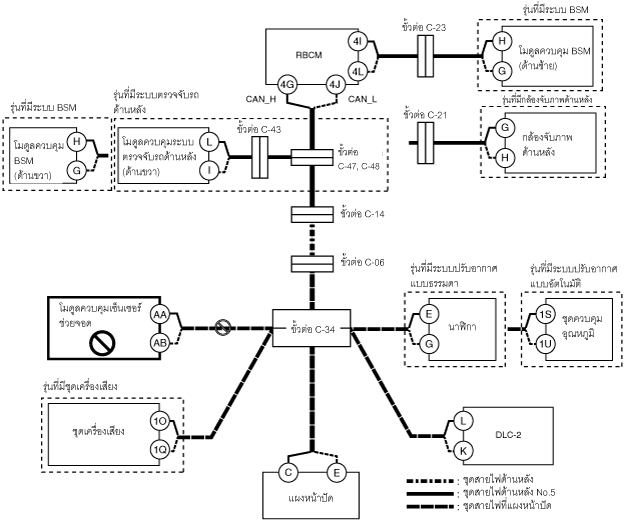 ขั้วต่อ C-23
รุ่นที่มีระบบ BSM
RBCM
4I
4L
4G
4J
CAN_H
CAN_L
H
G
โมดูลควบคุม BSM
(ด้านซ้าย)
รุ่นที่มีกล้องจับภาพด้านหลัง
ขั้วต่อ C-21
G
H
กล้องจับภาพ
ด้านหลัง
รุ่นที่มีระบบตรวจจับรถ
ด้านหลัง
รุ่นที่มีระบบ BSM
โมดูลควบคุม
BSM
(ด้านขวา)
H
G
โมดูลควบคุมระบบ
ตรวจจับรถด้านหลัง
(ด้านขวา)
L
I
ขั้วต่อ C-43
ขั้วต่อ
C-47, C-48
ขั้วต่อ C-14
ขั้วต่อ C-06
รุ่นที่มีระบบปรับอากาศ
แบบธรรมดา
รุ่นที่มีระบบปรับอากาศ
แบบอัตโนมัติ
โมดูลควบคุมเซ็นเซอร์
ช่วยจอด
AA
AB
ขั้วต่อ C-34
E
G
นาฬิกา
1S
1U
ชุดควบคุม
อุณหภูมิ
รุ่นที่มีชุดเครื่องเสียง
ชุดเครื่องเสียง
1O
1Q
L
K
DLC-2
C
E
แผงหน้าปัด
: ชุดสายไฟด้านหลัง
: ชุดสายไฟด้านหลัง No.5
: ชุดสายไฟที่แผงหน้าปัด